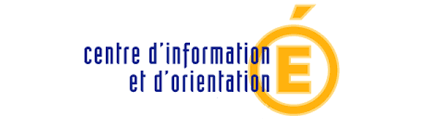 centre d'information
et d'orientation
É